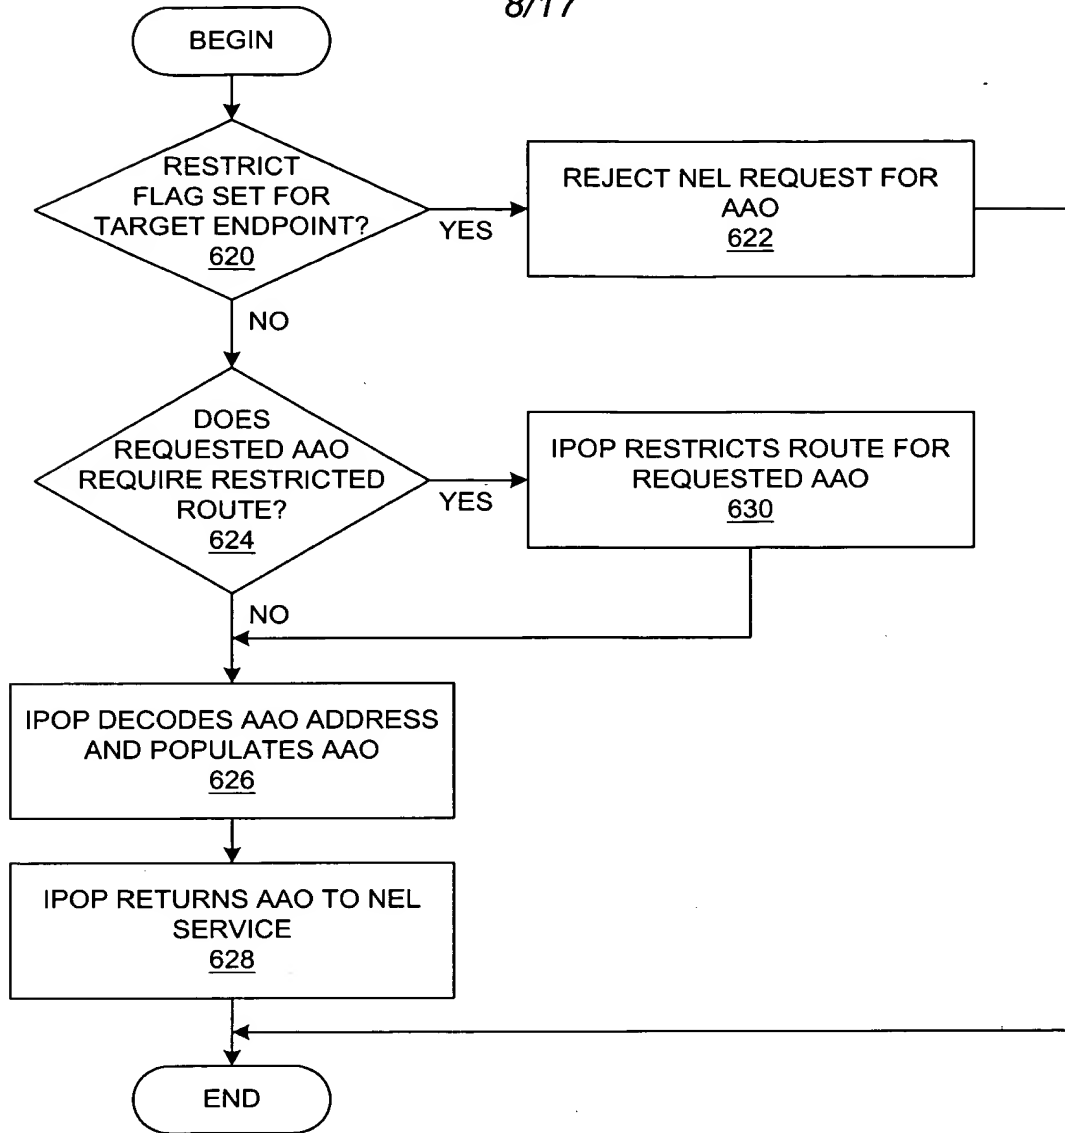 8/17
BEGIN
RESTRICT
FLAG SET FOR
TARGET ENDPOINT?
620
YES
REJECT NEL REQUEST FOR
AAO
622
NO
DOES
REQUESTED AAO
REQUIRE RESTRICTED
ROUTE?
624
YES
IPOP RESTRICTS ROUTE FOR
REQUESTED AAO
630
NO
IPOP DECODES AAO ADDRESS
AND POPULATES AAO
626
IPOP RETURNS AAO TO NEL
SERVICE
628
END